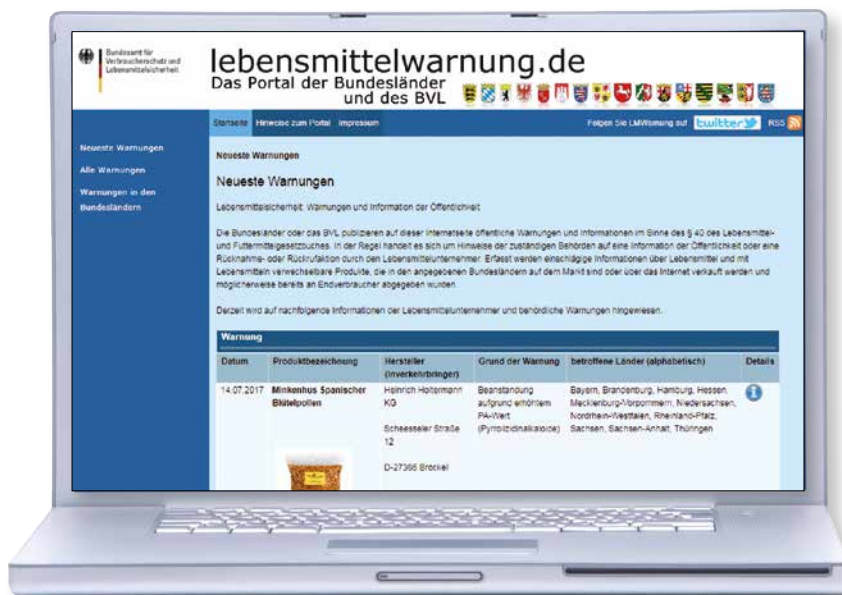 Bundesamt für
Verbraucherschutz und
Lebensmittelsicherheit
lebensmittelwarnung.de
Das Portal der Bundesländer
und des BVL
Startseite Hinweise zum Portal Impressum
Folgen Sie LMWarnung auf twitter RSS
Neueste Warnungen
Alle Warnungen
Warnungen in den
Bundesländern
Neueste Warnungen
Neueste Warnungen
Lebensmittelsicherheit: Warnungen und Information der Öffentlichkeit
Die Bundesländer oder das BVL publizieren auf dieser Internetseite öffentliche Warnungen und Informationen im Sinne des § 40 des Lebensmittel-
und Futtermittelgesetzbuches. In der Regel handelt es sich um Hinweise der zuständigen Behörden auf eine Information der Öffentlichkeit oder eine
Rücknahme- oder Rückrufaktion durch den Lebensmittelunternehmer. Erfasst werden einschlägige Informationen über Lebensmittel und mit
Lebensmitteln verwechselbare Produkte, die in den angegebenen Bundesländern auf dem Markt sind oder über das Internet verkauft werden und
möglicherweise bereits an Endverbraucher abgegeben wurden.
Derzeit wird auf nachfolgende Informationen der Lebensmittelunternehmer und behördliche Warnungen hingewiesen.
Warnung
Datum Produktbezeichnung Hersteller (Inverkehrbringer) Grund der Warnung betroffene Länder (alphabetisch) Details
14.07.2017 Minkenhus Spanischer Heinrich Holtermann Beanstandung Bayern, Brandenburg, Hamburg, Hessen,
Blütelpollen KG aufgrund erhöhtem Mecklenburg-Vorpommern, Niedersachsen,
PA-Wert Nordrhein-Westfalen, Rheinland-Pfalz,
Scheesseler Straße (Pyrrolizidinalkaloide) Sachsen, Sachsen-Anhalt, Thüringen
12
D-27386 Brockel